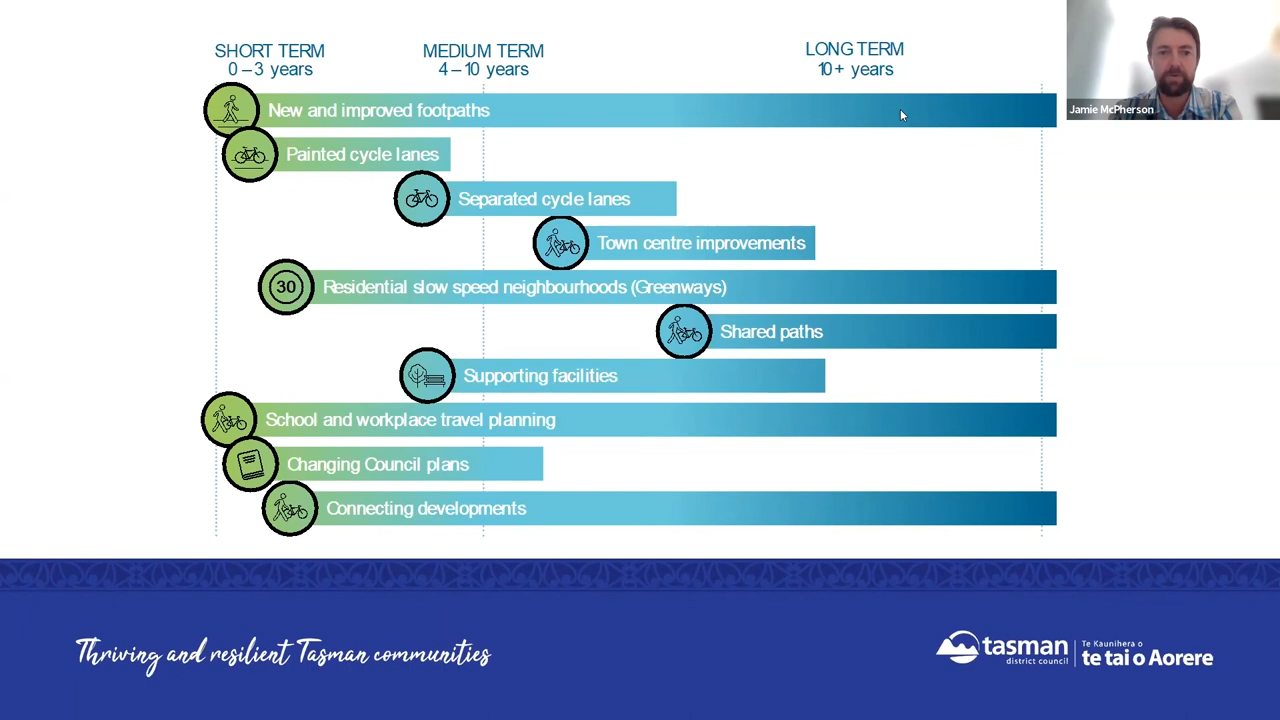 SHORT TERM
0 – 3 years
MEDIUM TERM
4 – 10 years
LONG TERM
10+ years
Jamie McPherson
New and improved footpaths
Painted cycle lanes
Separated cycle lanes
Town centre improvements
30
Residential slow speed neighbourhoods (Greenways)
Shared paths
Supporting facilities
School and workplace travel planning
Changing Council plans
Connecting developments
Thriving and resilient Tasman communities
tasman
district council
Te Kaunihera o
te tai o Aorere